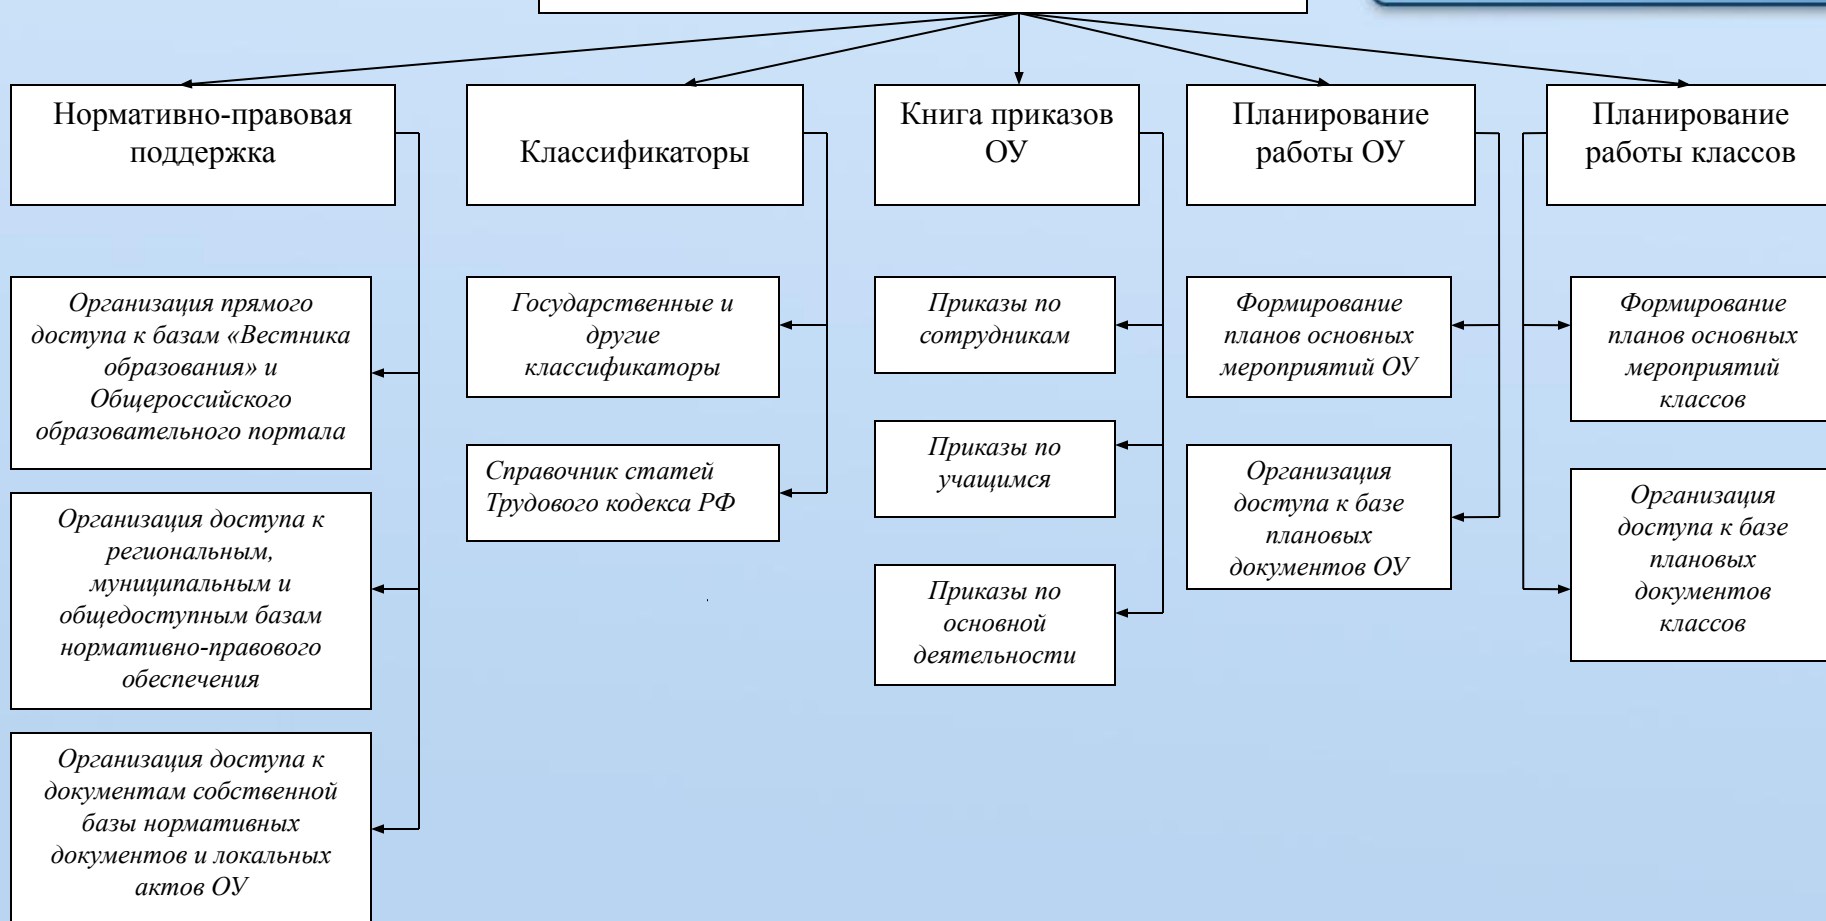 Нормативно-правовая
поддержка
Классификаторы
Книга приказов
ОУ
Планирование
работы ОУ
Планирование
работы классов
Организация прямого
доступа к базам «Вестника
образования» и
Общероссийского
образовательного портала
Организация доступа к
региональным,
муниципальным и
общедоступным базам
нормативно-правового
обеспечения
Организация доступа к
документам собственной
базы нормативных
документов и локальных
актов ОУ
Государственные и
другие
классификаторы
Справочник статей
Трудового кодекса РФ
Приказы по
сотрудникам
Приказы по
учащимся
Приказы по
основной
деятельности
Формирование
планов основных
мероприятий ОУ
Организация
доступа к базе
плановых
документов ОУ
Формирование
планов основных
мероприятий
классов
Организация
доступа к базе
плановых
документов
классов